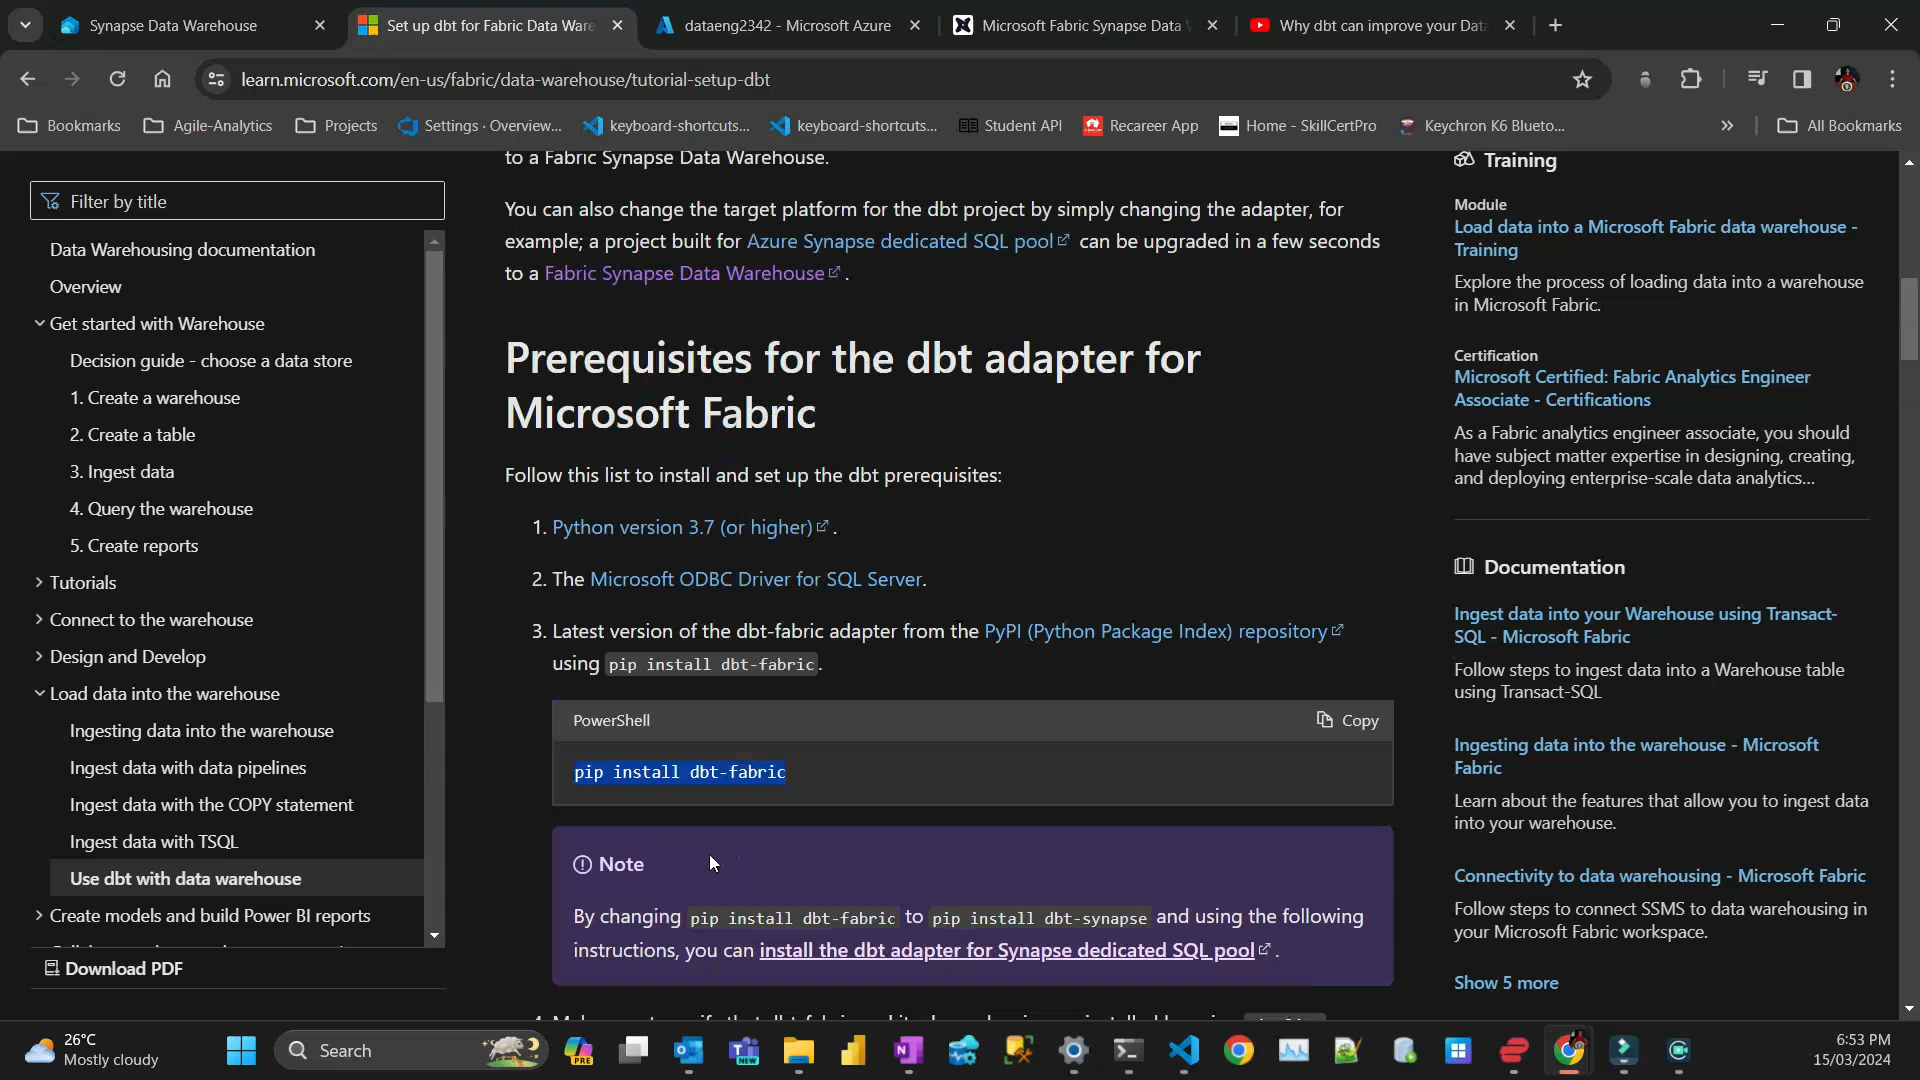 Synapse Data Warehouse
Set up dbt for Fabric Data Ware
dataeng2342 - Microsoft Azure
Microsoft Fabric Synapse Data
Why dbt can improve your Dat
learn.microsoft.com/en-us/fabric/data-warehouse/tutorial-setup-dbt
Bookmarks
Agile-Analytics
Projects
Settings · Overview...
keyboard-shortcuts...
keyboard-shortcuts...
Student API
Recareer App
Home - SkillCertPro
Keychron K6 Blueto...
All Bookmarks
Filter by title
Data Warehousing documentation
Overview
Get started with Warehouse
Decision guide - choose a data store
1. Create a warehouse
2. Create a table
3. Ingest data
4. Query the warehouse
5. Create reports
Tutorials
Connect to the warehouse
Design and Develop
Load data into the warehouse
Ingesting data into the warehouse
Ingest data with data pipelines
Ingest data with the COPY statement
Ingest data with TSQL
Use dbt with data warehouse
Create models and build Power BI reports
Download PDF
to a Fabric Synapse Data Warehouse.
You can also change the target platform for the dbt project by simply changing the adapter, for
example; a project built for Azure Synapse dedicated SQL pool can be upgraded in a few seconds
to a Fabric Synapse Data Warehouse.
Prerequisites for the dbt adapter for
Microsoft Fabric
Follow this list to install and set up the dbt prerequisites:
1. Python version 3.7 (or higher).
2. The Microsoft ODBC Driver for SQL Server.
3. Latest version of the dbt-fabric adapter from the PyPI (Python Package Index) repository
using pip install dbt-fabric.
PowerShell
Copy
pip install dbt-fabric
Note
By changing pip install dbt-fabric to pip install dbt-synapse and using the following
instructions, you can install the dbt adapter for Synapse dedicated SQL pool.
Training
Module
Load data into a Microsoft Fabric data warehouse -
Training
Explore the process of loading data into a warehouse
in Microsoft Fabric.
Certification
Microsoft Certified: Fabric Analytics Engineer
Associate - Certifications
As a Fabric analytics engineer associate, you should
have subject matter expertise in designing, creating,
and deploying enterprise-scale data analytics...
Documentation
Ingest data into your Warehouse using Transact-
SQL - Microsoft Fabric
Follow steps to ingest data into a Warehouse table
using Transact-SQL
Ingesting data into the warehouse - Microsoft
Fabric
Learn about the features that allow you to ingest data
into your warehouse.
Connectivity to data warehousing - Microsoft Fabric
Follow steps to connect SSMS to data warehousing in
your Microsoft Fabric workspace.
Show 5 more
26°C
Mostly cloudy
Search
PRE
NEW
6:53 PM
15/03/2024